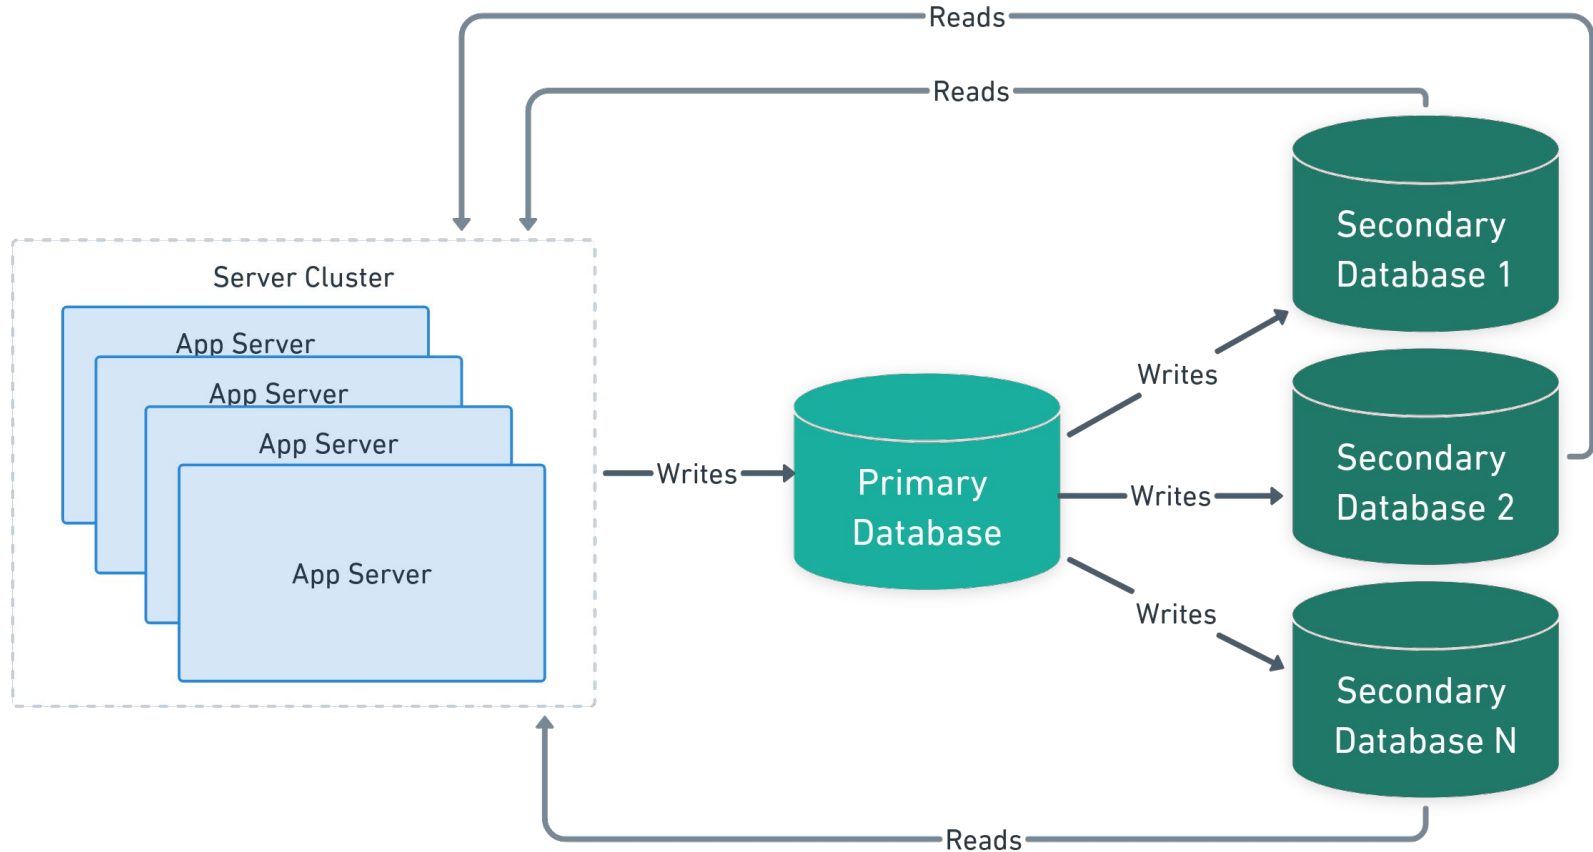 Reads
Reads
Server Cluster
App Server
App Server
App Server
App Server
Writes
Primary
Database
Writes
Writes
Writes
Secondary
Database 1
Secondary
Database 2
Secondary
Database N
Reads